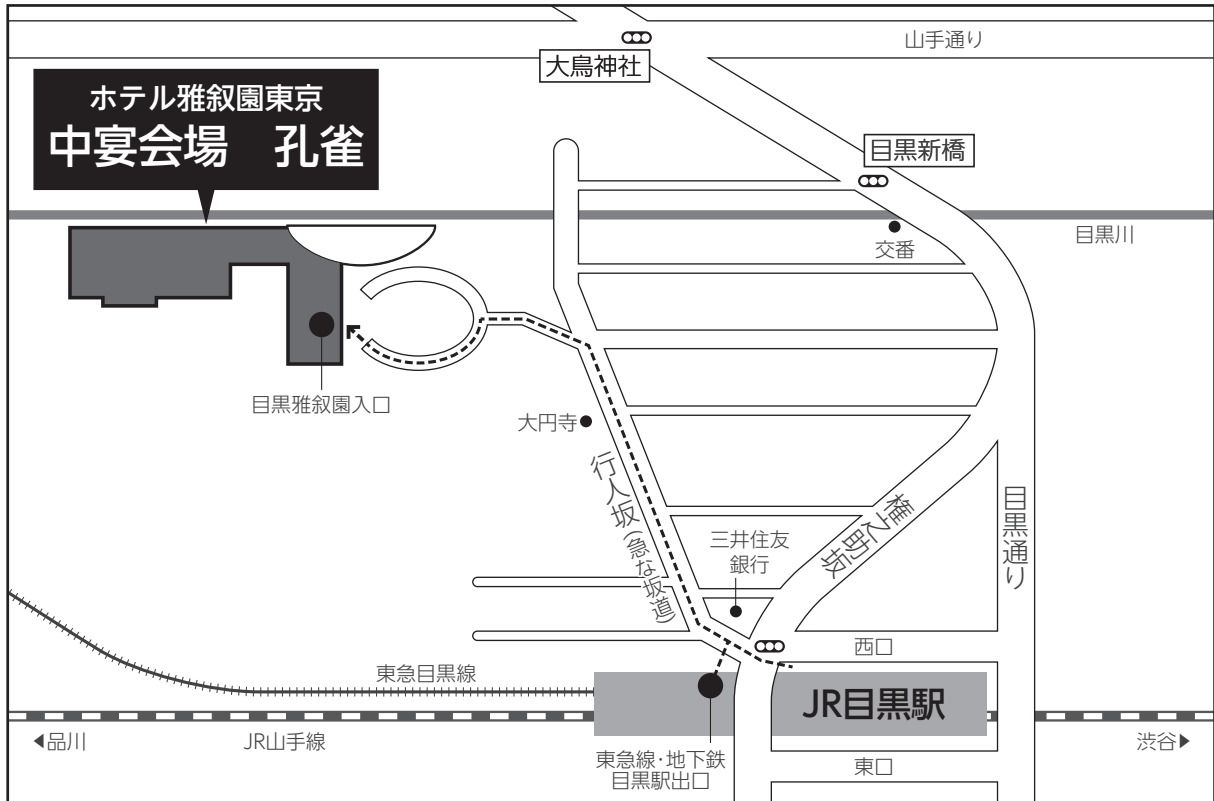 山手通り
大鳥神社
ホテル雅叙園東京
中宴会場　孔雀
目黒新橋
目黒川
交番
目黒雅叙園入口
大円寺
行人坂(急な坂道)
権之助坂
目黒通り
三井住友
銀行
西口
東急目黒線
JR目黒駅
◀品川
JR山手線
東急線･地下鉄
目黒駅出口
東口
渋谷▶